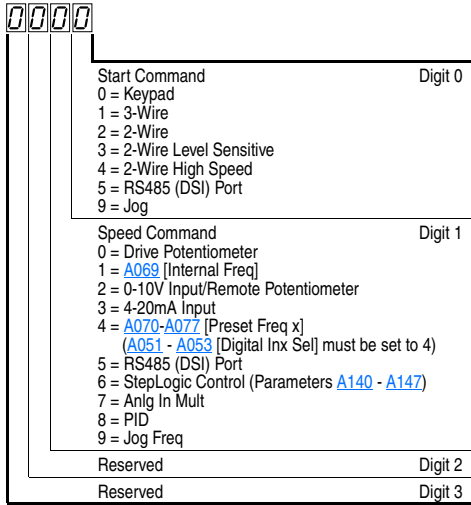 0000
Start Command Digit 0
0 = Keypad
1 = 3-Wire
2 = 2-Wire
3 = 2-Wire Level Sensitive
4 = 2-Wire High Speed
5 = RS485 (DSI) Port
9 = Jog
Speed Command Digit 1
0 = Drive Potentiometer
1 = A069 [Internal Freq]
2 = 0-10V Input/Remote Potentiometer
3 = 4-20mA Input
4 = A070-A077 [Preset Freq x]
(A051 - A053 [Digital Inx Sel] must be set to 4)
5 = RS485 (DSI) Port
6 = StepLogic Control (Parameters A140 - A147)
7 = Anlg In Mult
8 = PID
9 = Jog Freq
Reserved Digit 2
Reserved Digit 3